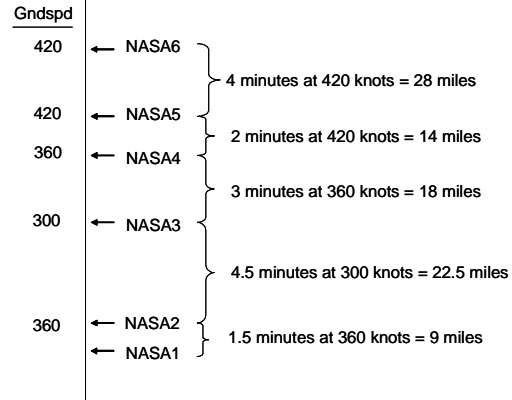 Gndspd
420 NASA6
4 minutes at 420 knots = 28 miles
420 NASA5
2 minutes at 420 knots = 14 miles
360 NASA4
3 minutes at 360 knots = 18 miles
300 NASA3
4.5 minutes at 300 knots = 22.5 miles
360 NASA2
1.5 minutes at 360 knots = 9 miles
NASA1